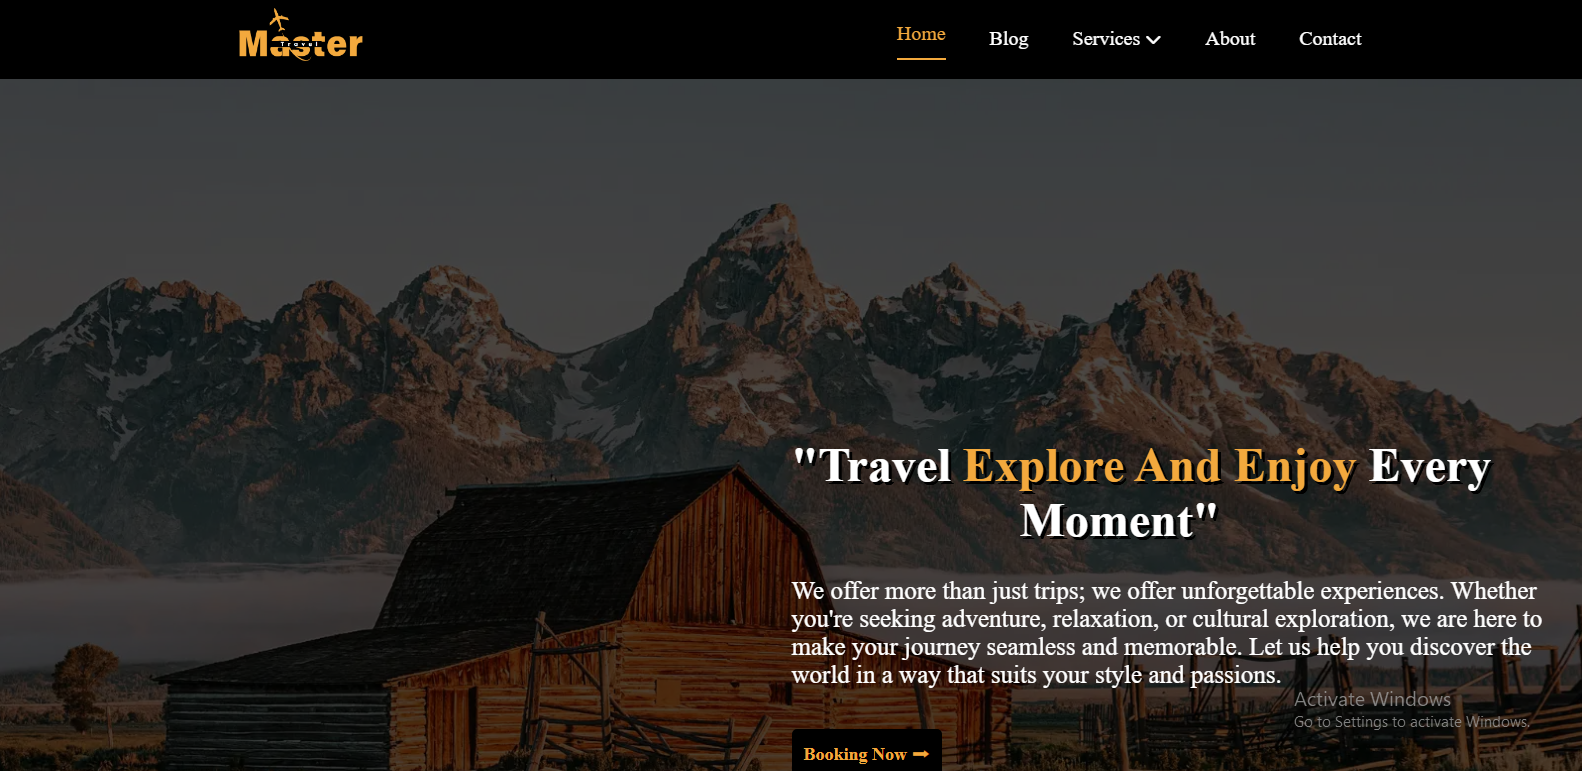 Master
Travel
Home Blog Services About Contact
"Travel Explore And Enjoy Every
Moment"
We offer more than just trips; we offer unforgettable experiences. Whether
you're seeking adventure, relaxation, or cultural exploration, we are here to
make your journey seamless and memorable. Let us help you discover the
world in a way that suits your style and passions.
Activate Windows
Go to Settings to activate Windows.
Booking Now